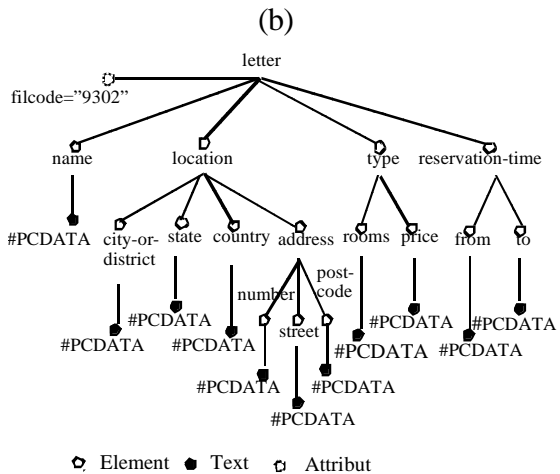 (b)
letter
filcode=”9302”
name location type reservation-time
#PCDATA city-or-district state country address rooms price from to
number post-code
street
#PCDATA #PCDATA #PCDATA #PCDATA #PCDATA #PCDATA #PCDATA
#PCDATA #PCDATA
#PCDATA
Element Text Attribut